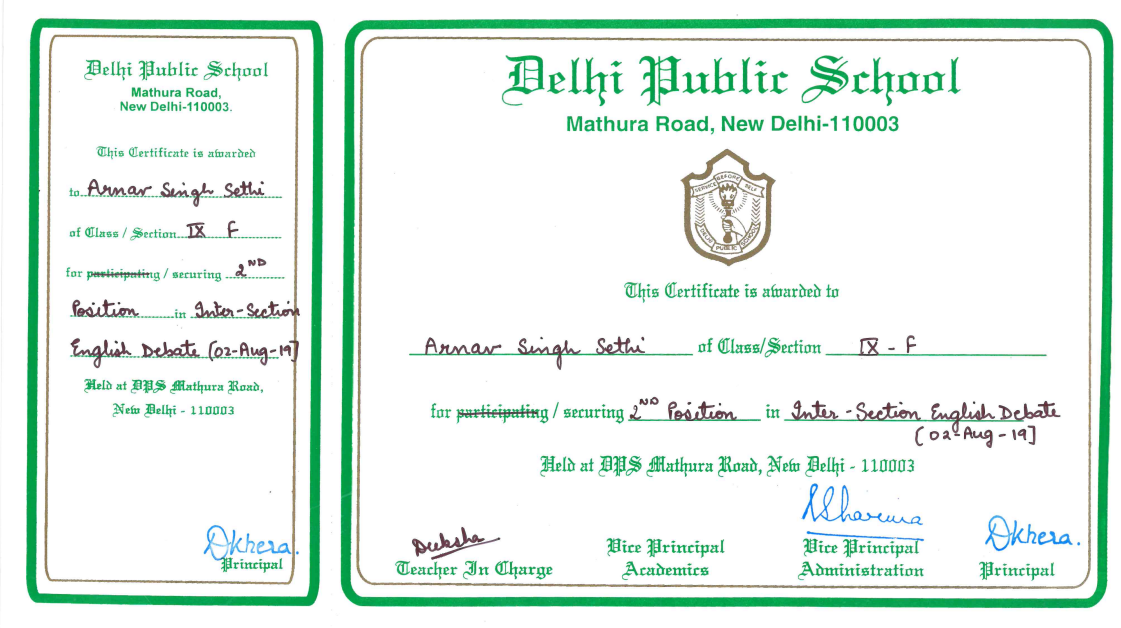 Delhi Public School
Mathura Road,
New Delhi-110003.
This Certificate is awarded
to Arnav Singh Sethi
of Class / Section IX F
for participating / securing 2ND
Position in Inter-Section
English Debate [02-Aug-19]
Held at DPS Mathura Road,
New Delhi - 110003
Dkhera.
Principal
Delhi Public School
Mathura Road, New Delhi-110003
SERVICE BEFORE SELF
DELHI PUBLIC SCHOOL
This Certificate is awarded to
Arnav Singh Sethi of Class/Section IX - F
for participating / securing 2ND Position in Inter - Section English Debate
[02-Aug-19]
Held at DPS Mathura Road, New Delhi - 110003
Deeksha RSharma Dkhera.
Teacher In Charge Vice Principal Academics Vice Principal Administration Principal